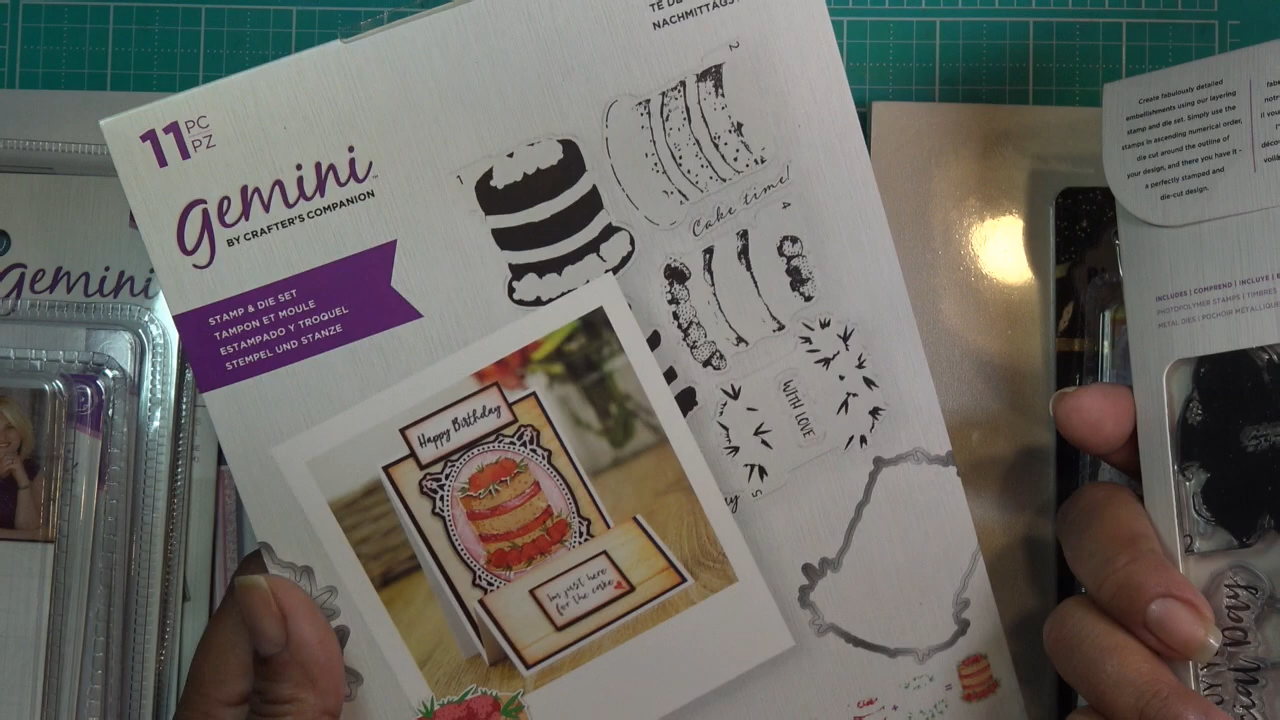 TE DE
NACHMITTAGST
11 PC
PZ
gemini
BY CRAFTER'S COMPANION
STAMP & DIE SET
TAMPON ET MOULE
ESTAMPADO Y TROQUEL
STEMPEL UND STANZE
1
2
Cake time!
4
WITH LOVE
5
Happy Birthday
I'm just here
for the cake
gemini
Create fabulously detailed
embellishments using our layering
stamp and die set. Simply use the
stamps in ascending numerical order,
die cut around the outline of
your design, and there you have it -
a perfectly stamped and
die-cut design.
INCLUDES | COMPREND | INCLUYE |
PHOTOPOLYMER STAMPS | TIMBRES
METAL DIES | POCHOIR MÉTALLIQUE
2